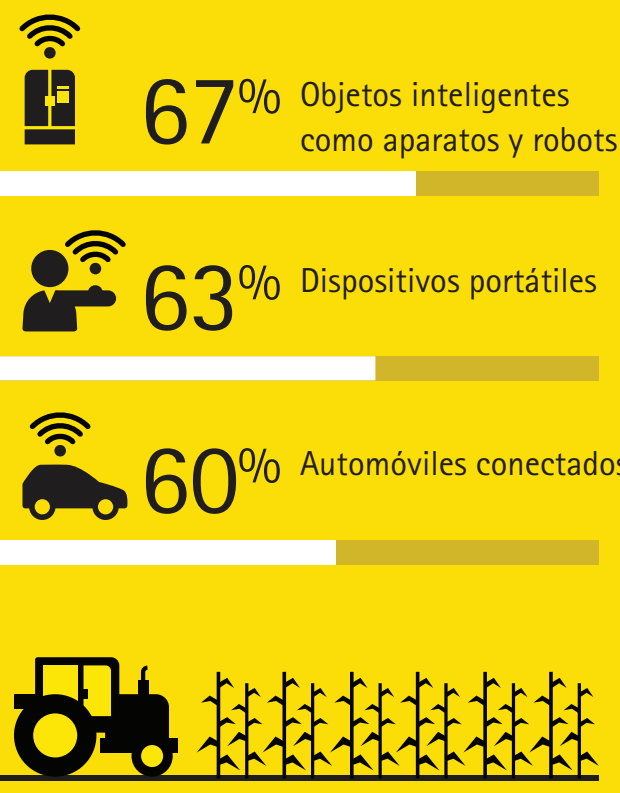 67% Objetos inteligentes
como aparatos y robots
63% Dispositivos portátiles
60% Automóviles conectados